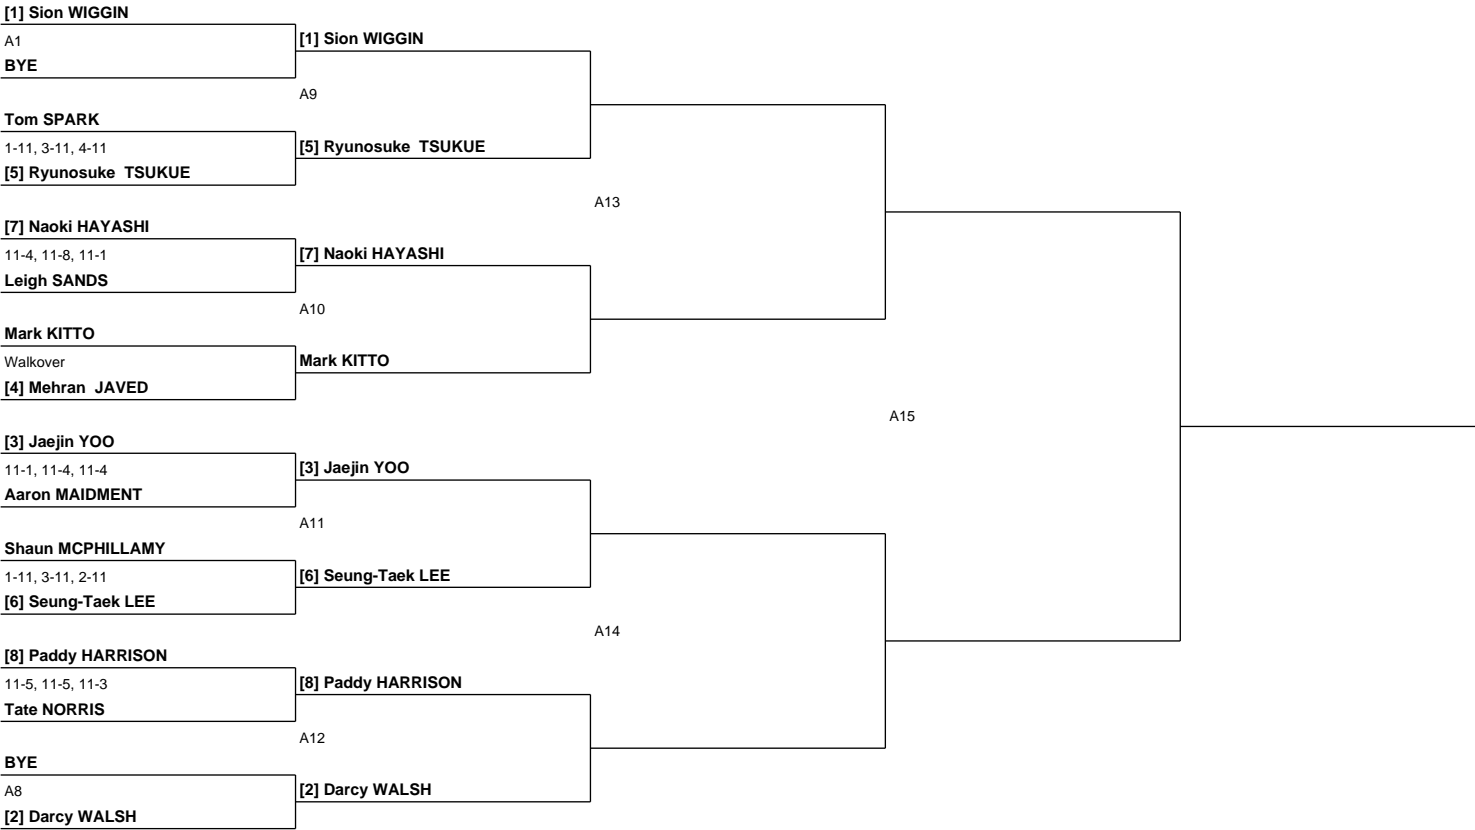 [1] Sion WIGGIN
A1
[1] Sion WIGGIN
BYE
A9
Tom SPARK
1-11, 3-11, 4-11
[5] Ryunosuke  TSUKUE
[5] Ryunosuke  TSUKUE
A13
[7] Naoki HAYASHI
11-4, 11-8, 11-1
[7] Naoki HAYASHI
Leigh SANDS
A10
Mark KITTO
Walkover
Mark KITTO
[4] Mehran  JAVED
A15
[3] Jaejin YOO
11-1, 11-4, 11-4
[3] Jaejin YOO
Aaron MAIDMENT
A11
Shaun MCPHILLAMY
1-11, 3-11, 2-11
[6] Seung-Taek LEE
[6] Seung-Taek LEE
A14
[8] Paddy HARRISON
11-5, 11-5, 11-3
[8] Paddy HARRISON
Tate NORRIS
A12
BYE
A8
[2] Darcy WALSH
[2] Darcy WALSH